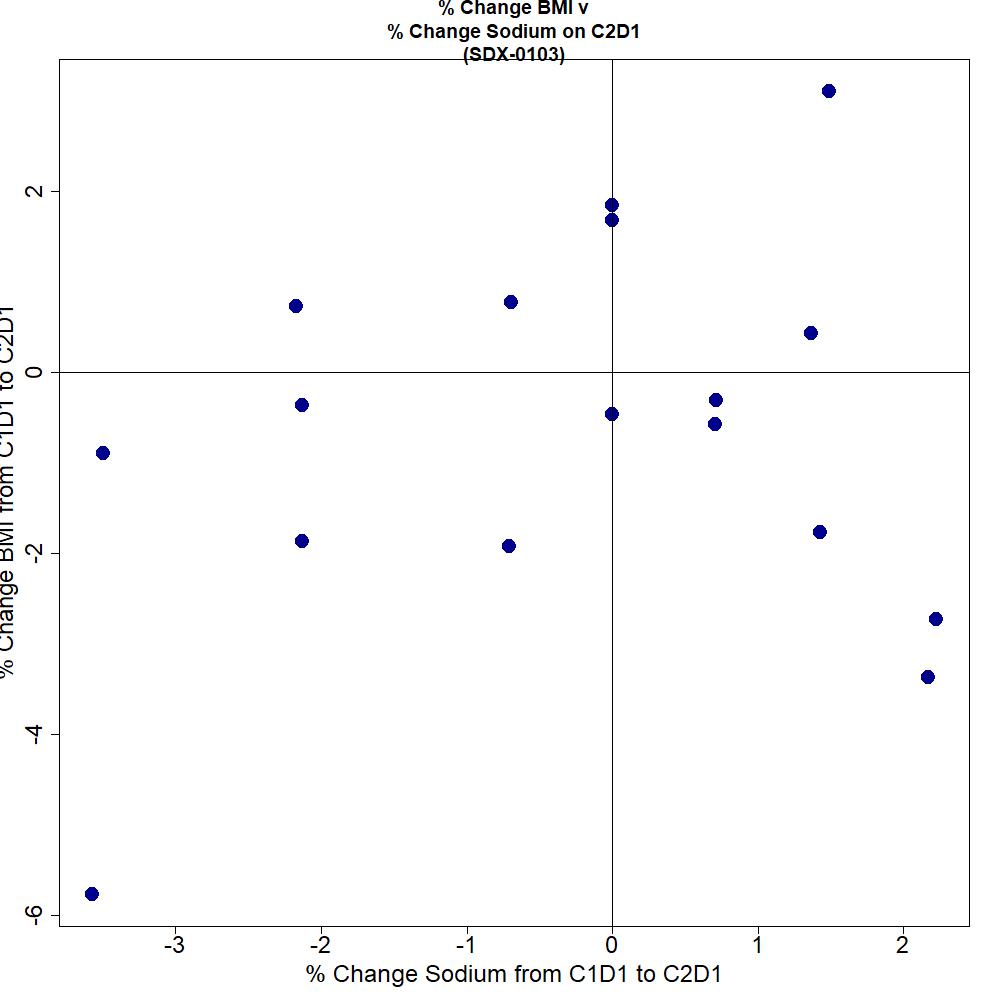 % Change BMI v
% Change Sodium on C2D1
(SDX-0103)
% Change BMI from C1D1 to C2D1
2
0
-2
-4
-6
-3
-2
-1
0
1
2
% Change Sodium from C1D1 to C2D1